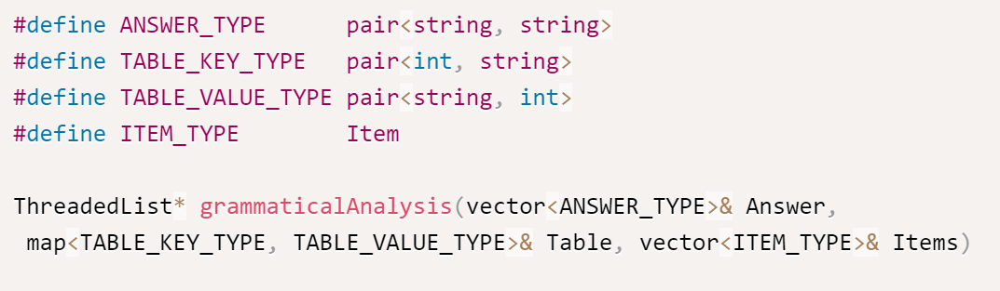 #define ANSWER_TYPE      pair<string, string>
#define TABLE_KEY_TYPE   pair<int, string>
#define TABLE_VALUE_TYPE pair<string, int>
#define ITEM_TYPE        Item
ThreadedList* grammaticalAnalysis(vector<ANSWER_TYPE>& Answer,
 map<TABLE_KEY_TYPE, TABLE_VALUE_TYPE>& Table, vector<ITEM_TYPE>& Items)